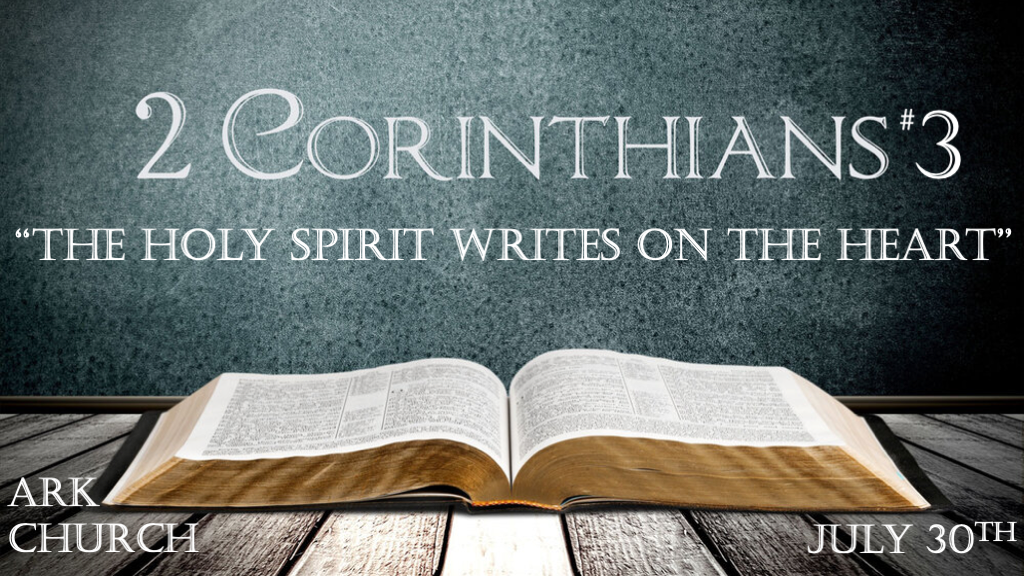 2 Corinthians #3
“The Holy Spirit Writes on the Heart”
Ark
Church
July 30th